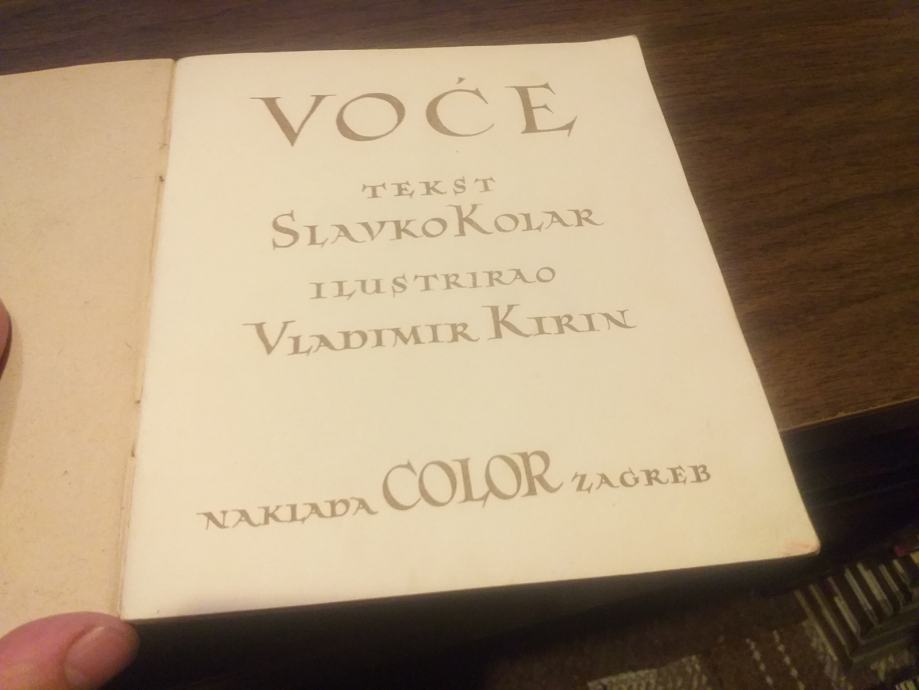 VOĆE
TEKST
SLAVKO KOLAR
ILUSTRIRAO
VLADIMIR KIRIN
NAKLADA COLOR ZAGREB